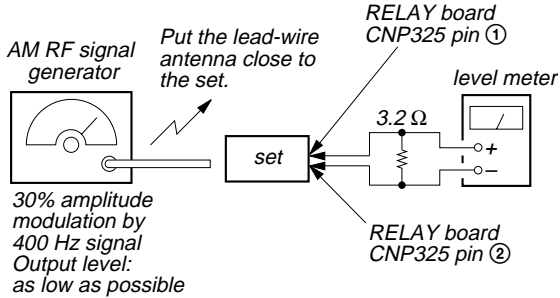 AM RF signal
generator
Put the lead-wire
antenna close to
the set.
RELAY board
CNP325 pin ①
level meter
3.2 Ω
set
+
−
30% amplitude
modulation by
400 Hz signal
Output level:
as low as possible
RELAY board
CNP325 pin ②